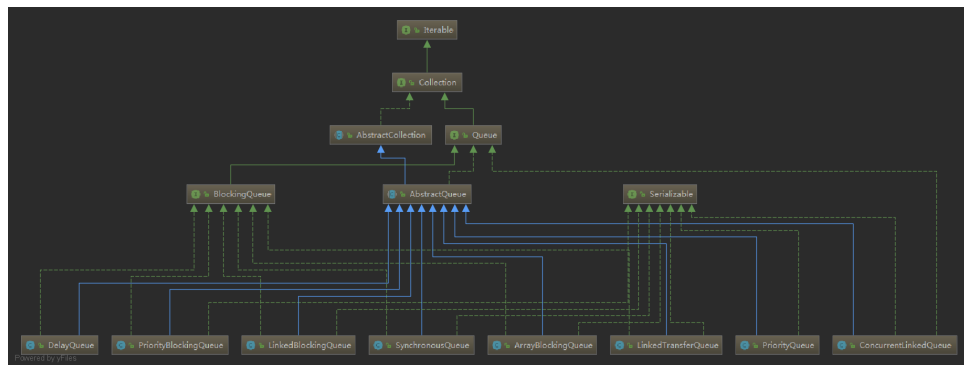 Iterable
Collection
AbstractCollection
Queue
BlockingQueue
AbstractQueue
Serializable
DelayQueue
PriorityBlockingQueue
LinkedBlockingQueue
SynchronousQueue
ArrayBlockingQueue
LinkedTransferQueue
PriorityQueue
ConcurrentLinkedQueue
Powered by yFiles